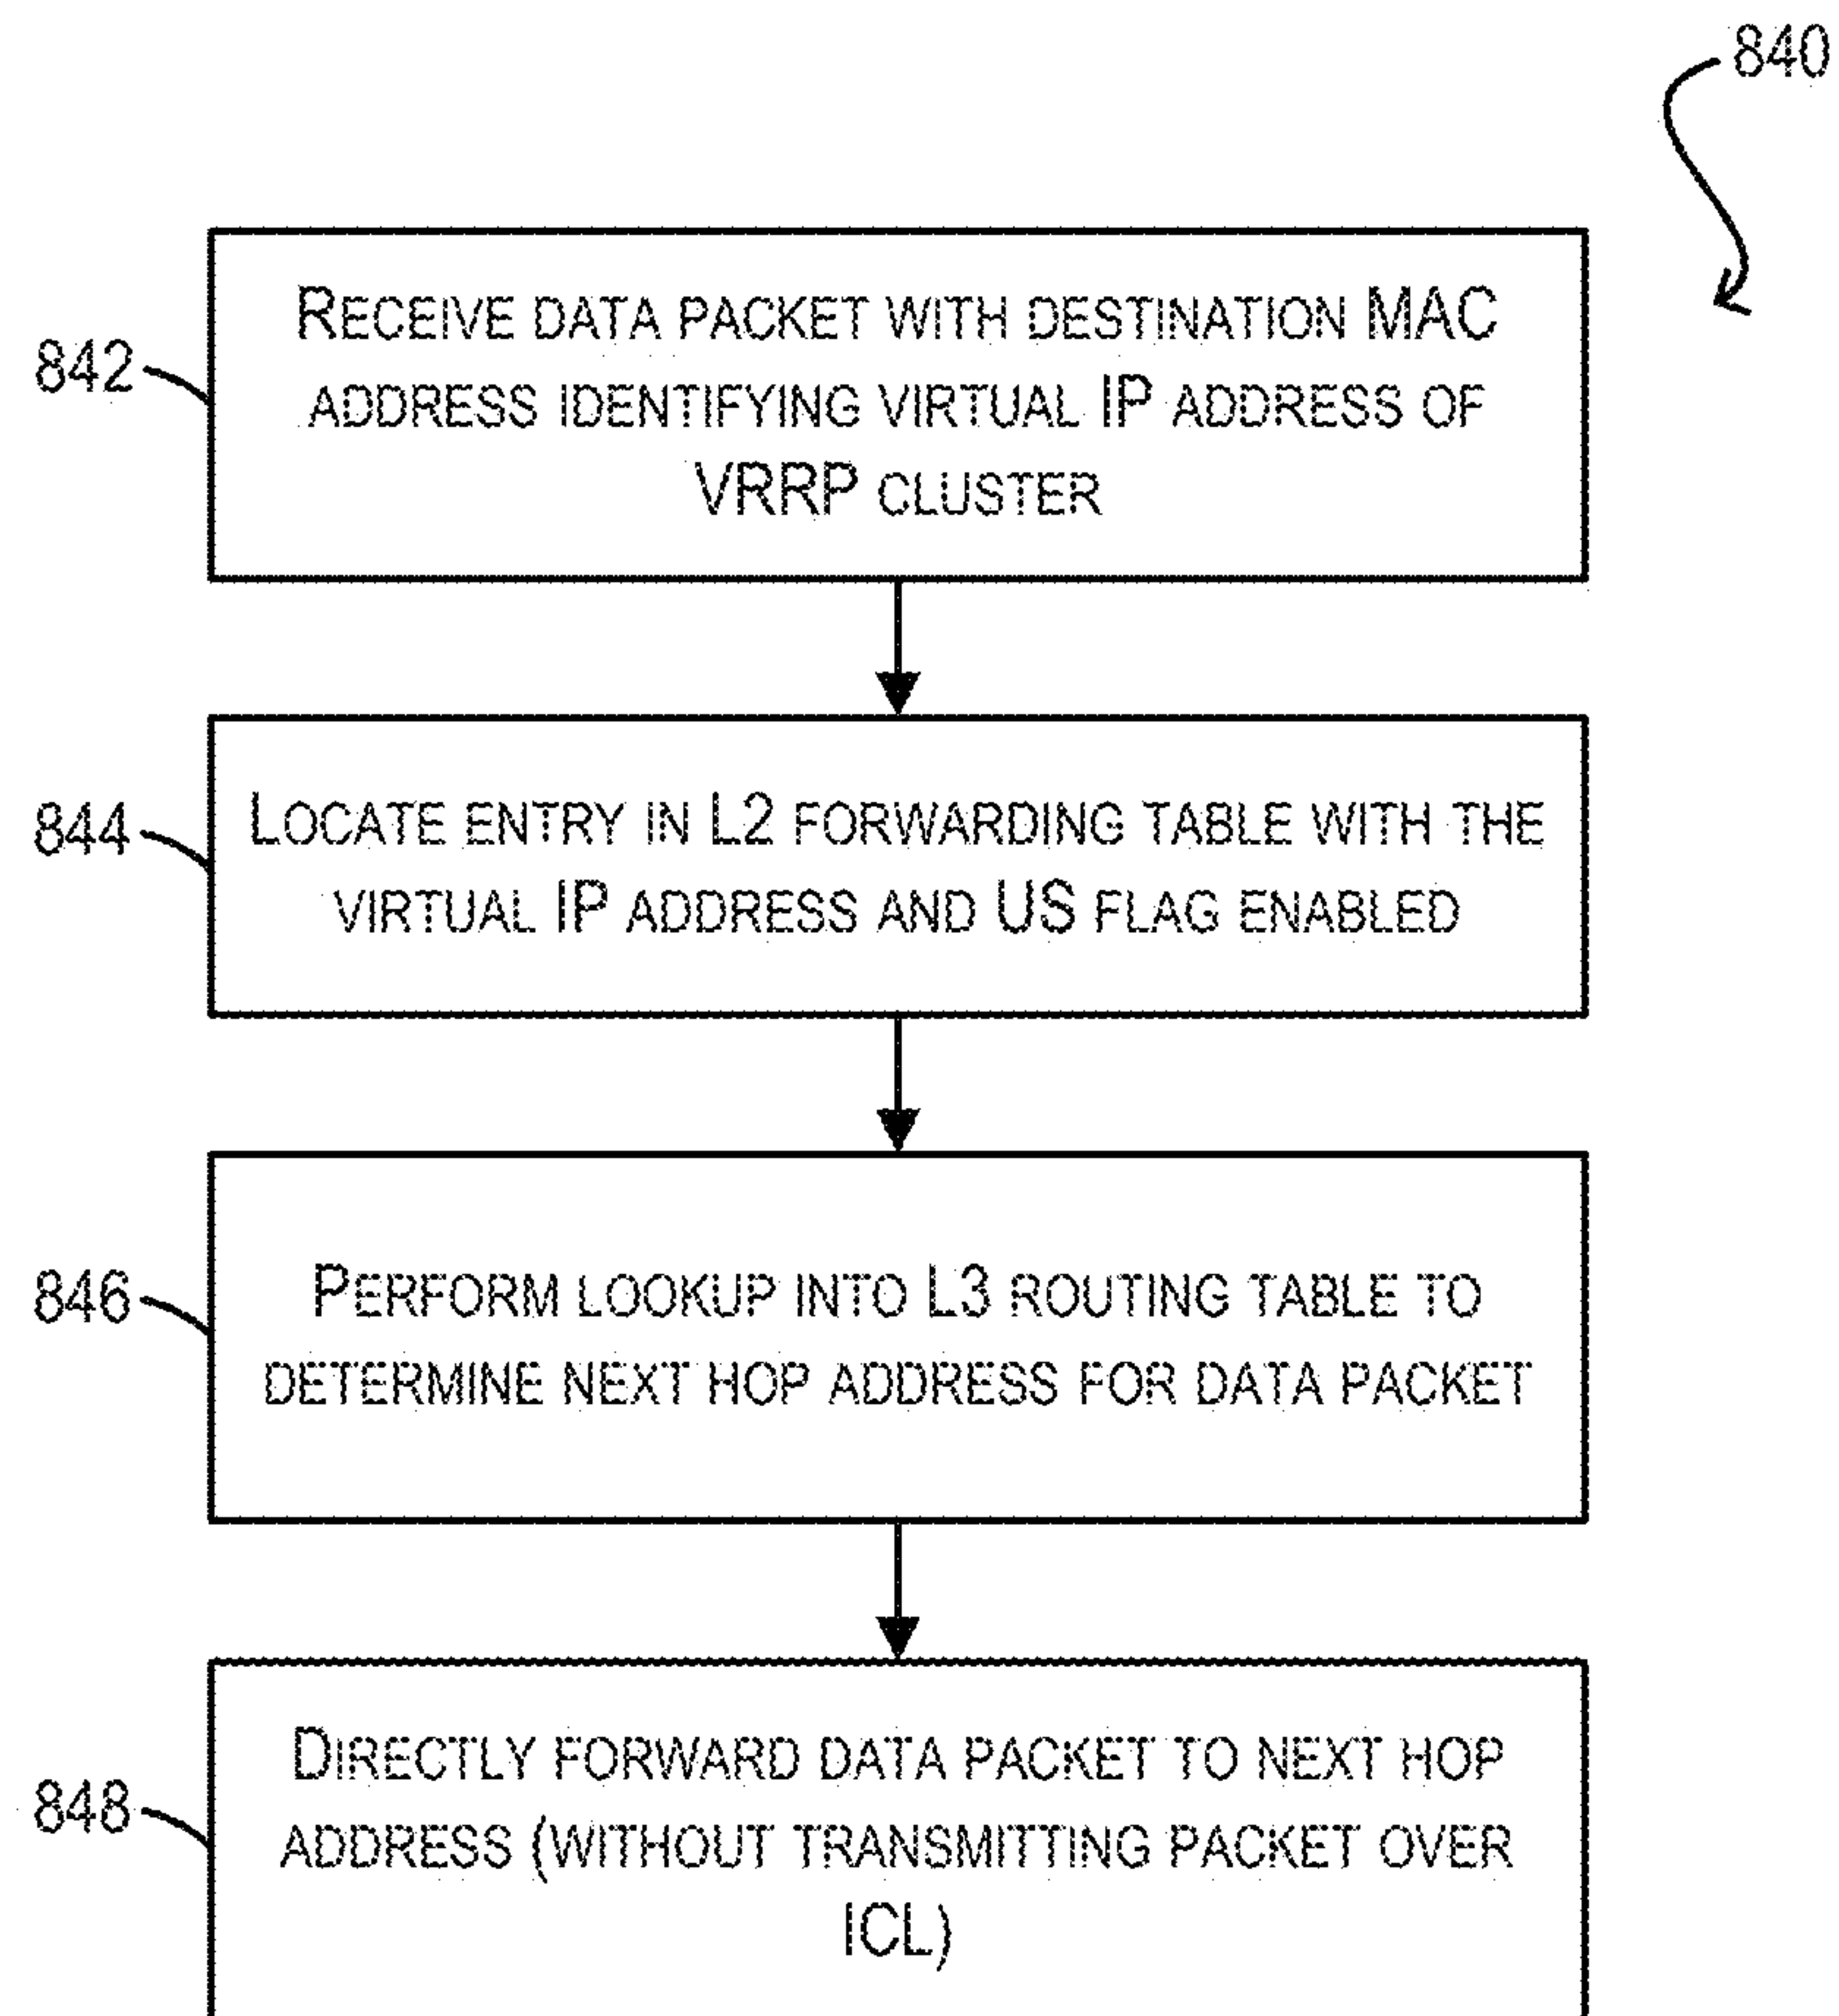 840
842
RECEIVE DATA PACKET WITH DESTINATION MAC
ADDRESS IDENTIFYING VIRTUAL IP ADDRESS OF
VRRP CLUSTER
844
LOCATE ENTRY IN L2 FORWARDING TABLE WITH THE
VIRTUAL IP ADDRESS AND US FLAG ENABLED
846
PERFORM LOOKUP INTO L3 ROUTING TABLE TO
DETERMINE NEXT HOP ADDRESS FOR DATA PACKET
848
DIRECTLY FORWARD DATA PACKET TO NEXT HOP
ADDRESS (WITHOUT TRANSMITTING PACKET OVER
ICL)